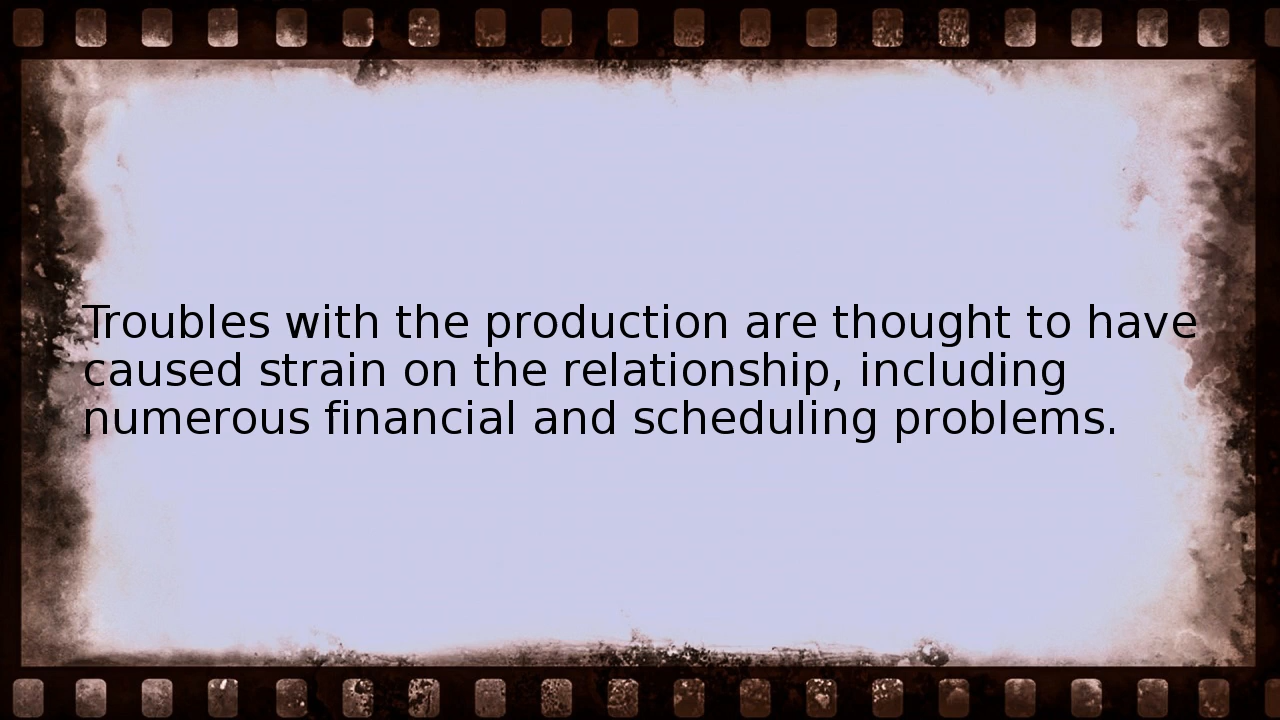 Troubles with the production are thought to have
caused strain on the relationship, including
numerous financial and scheduling problems.